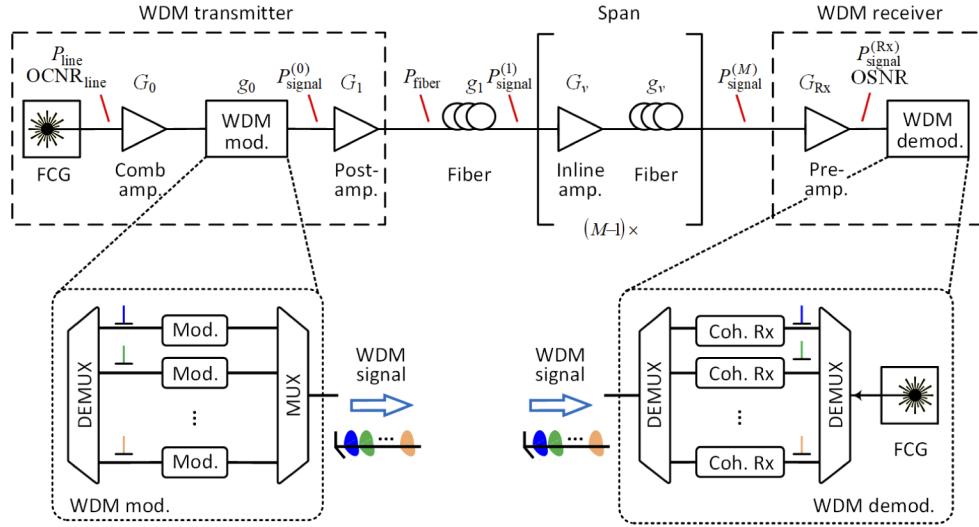 WDM transmitter
Span
WDM receiver
P_line
OCNR_line
G_0
g_0
P_signal^(0)
G_1
P_fiber
g_1
P_signal^(1)
G_v
g_v
P_signal^(M)
G_Rx
P_signal^(Rx)
OSNR
WDM
mod.
WDM
demod.
FCG
Comb
amp.
Post-
amp.
Fiber
Inline
amp.
Fiber
Pre-
amp.
(M–1) ×
DEMUX
Mod.
Mod.
...
Mod.
MUX
WDM
signal
...
WDM mod.
WDM
signal
...
DEMUX
Coh. Rx
Coh. Rx
...
Coh. Rx
DEMUX
FCG
WDM demod.